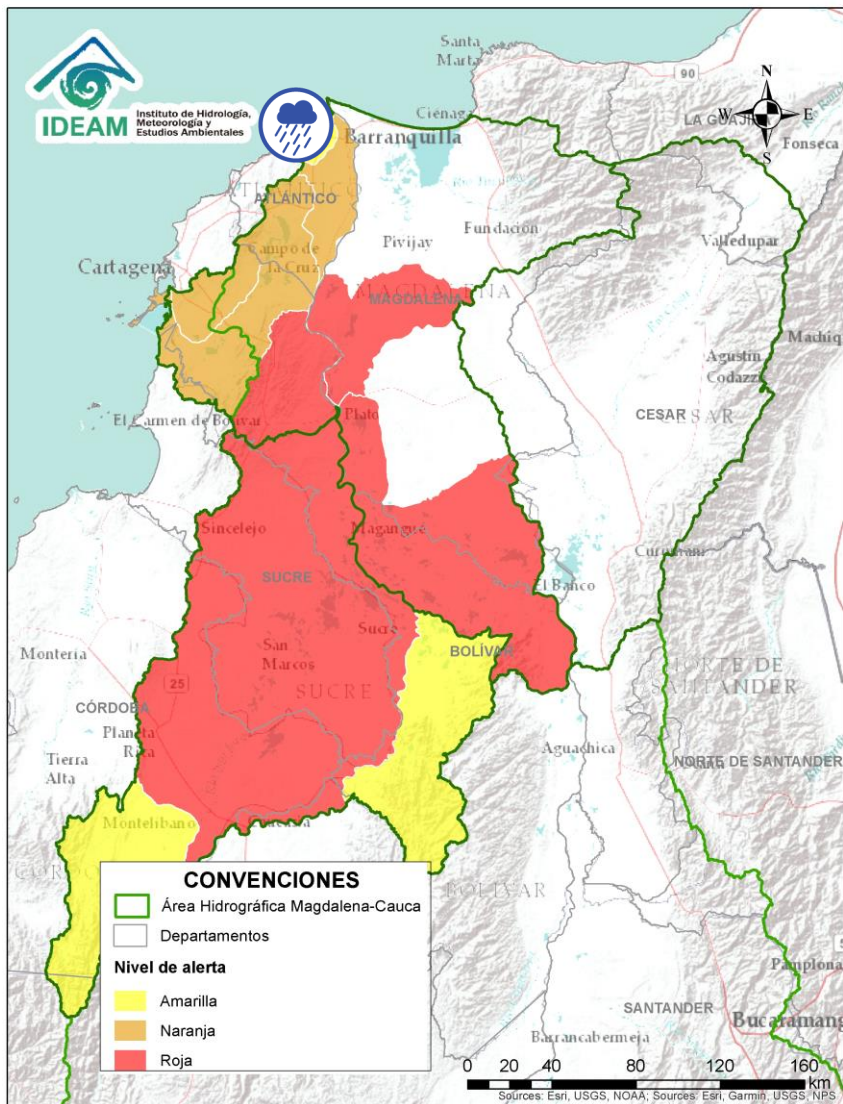 IDEAM
Instituto de Hidrología,
Meteorología y
Estudios Ambientales
Santa
Marta
90
N
W
E
S
Ciénaga
LA GUAJI
Fonseca
Barranquilla
ATLÁNTICO
Fundación
Pivijay
Valledupar
Campo de
la Cruz
Cartagena
MAGDALENA
Agustín
Codazzi
Machiq
CESAR
CESAR
El Carmen de Bolívar
Plato
Sincelejo
Magangué
SUCRE
El Banco
Sucre
BOLÍVAR
San
Marcos
SUCRE
Montería
25
CÓRDOBA
Planeta
Rica
Tierra
Alta
NORTE DE
SANTANDER
Aguachica
NORTE DE SANTANDER
Montelíbano
BOLÍVAR
CONVENCIONES
Área Hidrográfica Magdalena-Cauca
Departamentos
Nivel de alerta
Amarilla
Naranja
Roja
Pamplona
SANTANDER
Bucaramang
Barrancabermeja
0 20 40 80 120 160
km
Sources: Esri, USGS, NOAA; Sources: Esri, Garmin, USGS, NPS